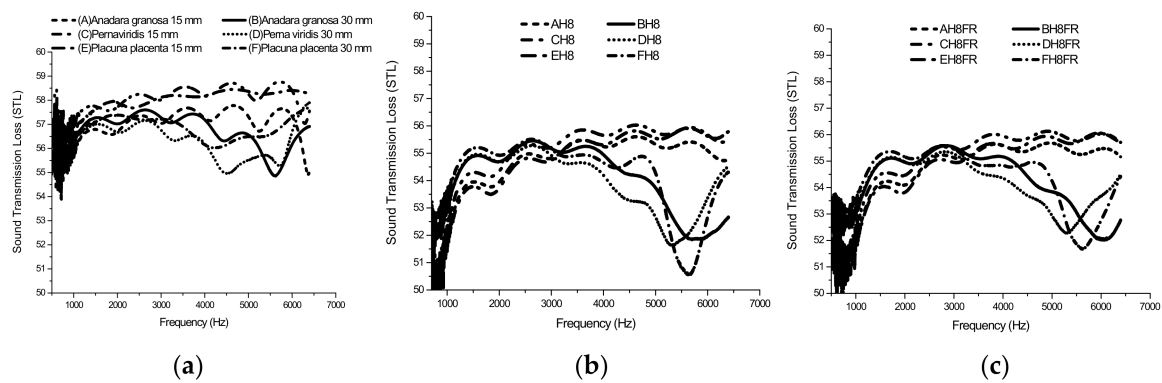 (A)Anadara granosa 15 mm (B)Anadara granosa 30 mm
(C)Pernaviridis 15 mm (D)Perna viridis 30 mm
(E)Placuna placenta 15 mm (F)Placuna placenta 30 mm
Sound Transmission Loss (STL)
60
59
58
57
56
55
54
53
52
51
50
1000 2000 3000 4000 5000 6000 7000
Frequency (Hz)
(a)
AH8 BH8
CH8 DH8
EH8 FH8
Sound Transmission Loss (STL)
60
59
58
57
56
55
54
53
52
51
50
1000 2000 3000 4000 5000 6000 7000
Frequency (Hz)
(b)
AH8FR BH8FR
CH8FR DH8FR
EH8FR FH8FR
Sound Transmission Loss (STL)
60
59
58
57
56
55
54
53
52
51
50
1000 2000 3000 4000 5000 6000 7000
Frequency (Hz)
(c)